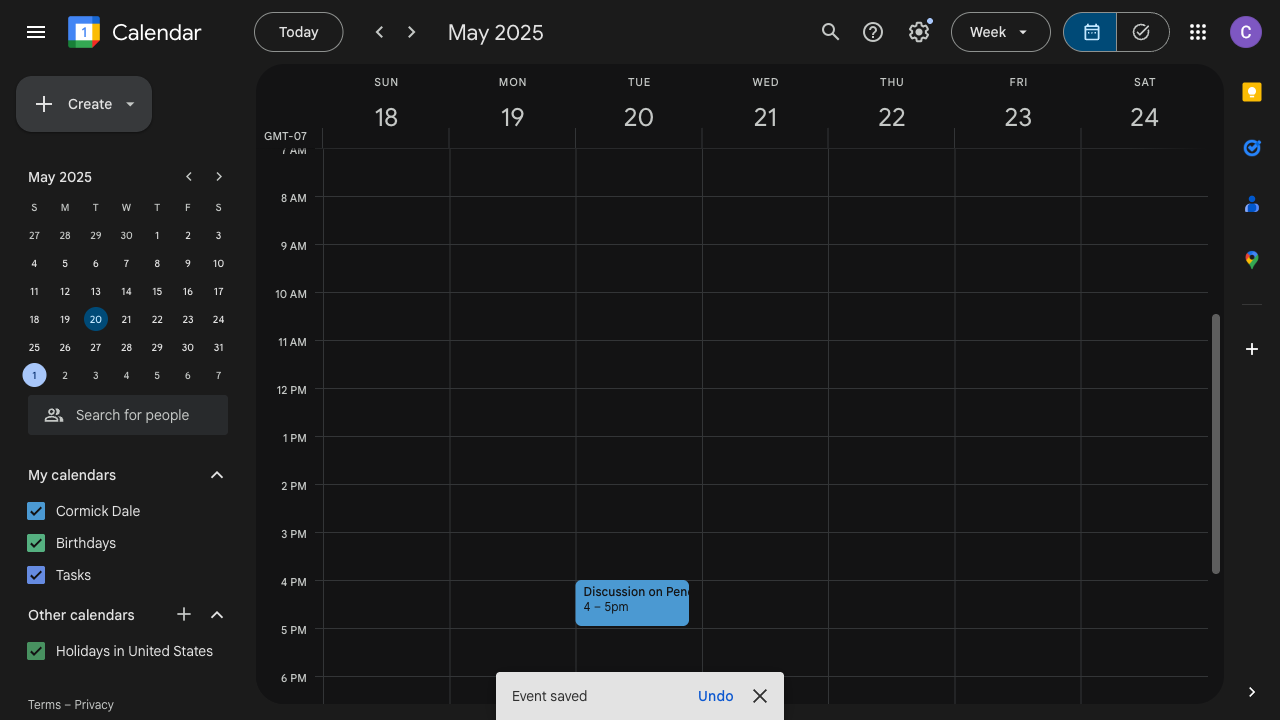 1
Calendar
Today
May 2025
Week
C
Create
May 2025
S M T W T F S
27 28 29 30 1 2 3
4 5 6 7 8 9 10
11 12 13 14 15 16 17
18 19 20 21 22 23 24
25 26 27 28 29 30 31
1 2 3 4 5 6 7
Search for people
My calendars
Cormick Dale
Birthdays
Tasks
Other calendars
Holidays in United States
Terms – Privacy
SUN MON TUE WED THU FRI SAT
18 19 20 21 22 23 24
GMT-07
7 AM
8 AM
9 AM
10 AM
11 AM
12 PM
1 PM
2 PM
3 PM
4 PM
Discussion on Pen
4 – 5pm
5 PM
6 PM
Event saved Undo